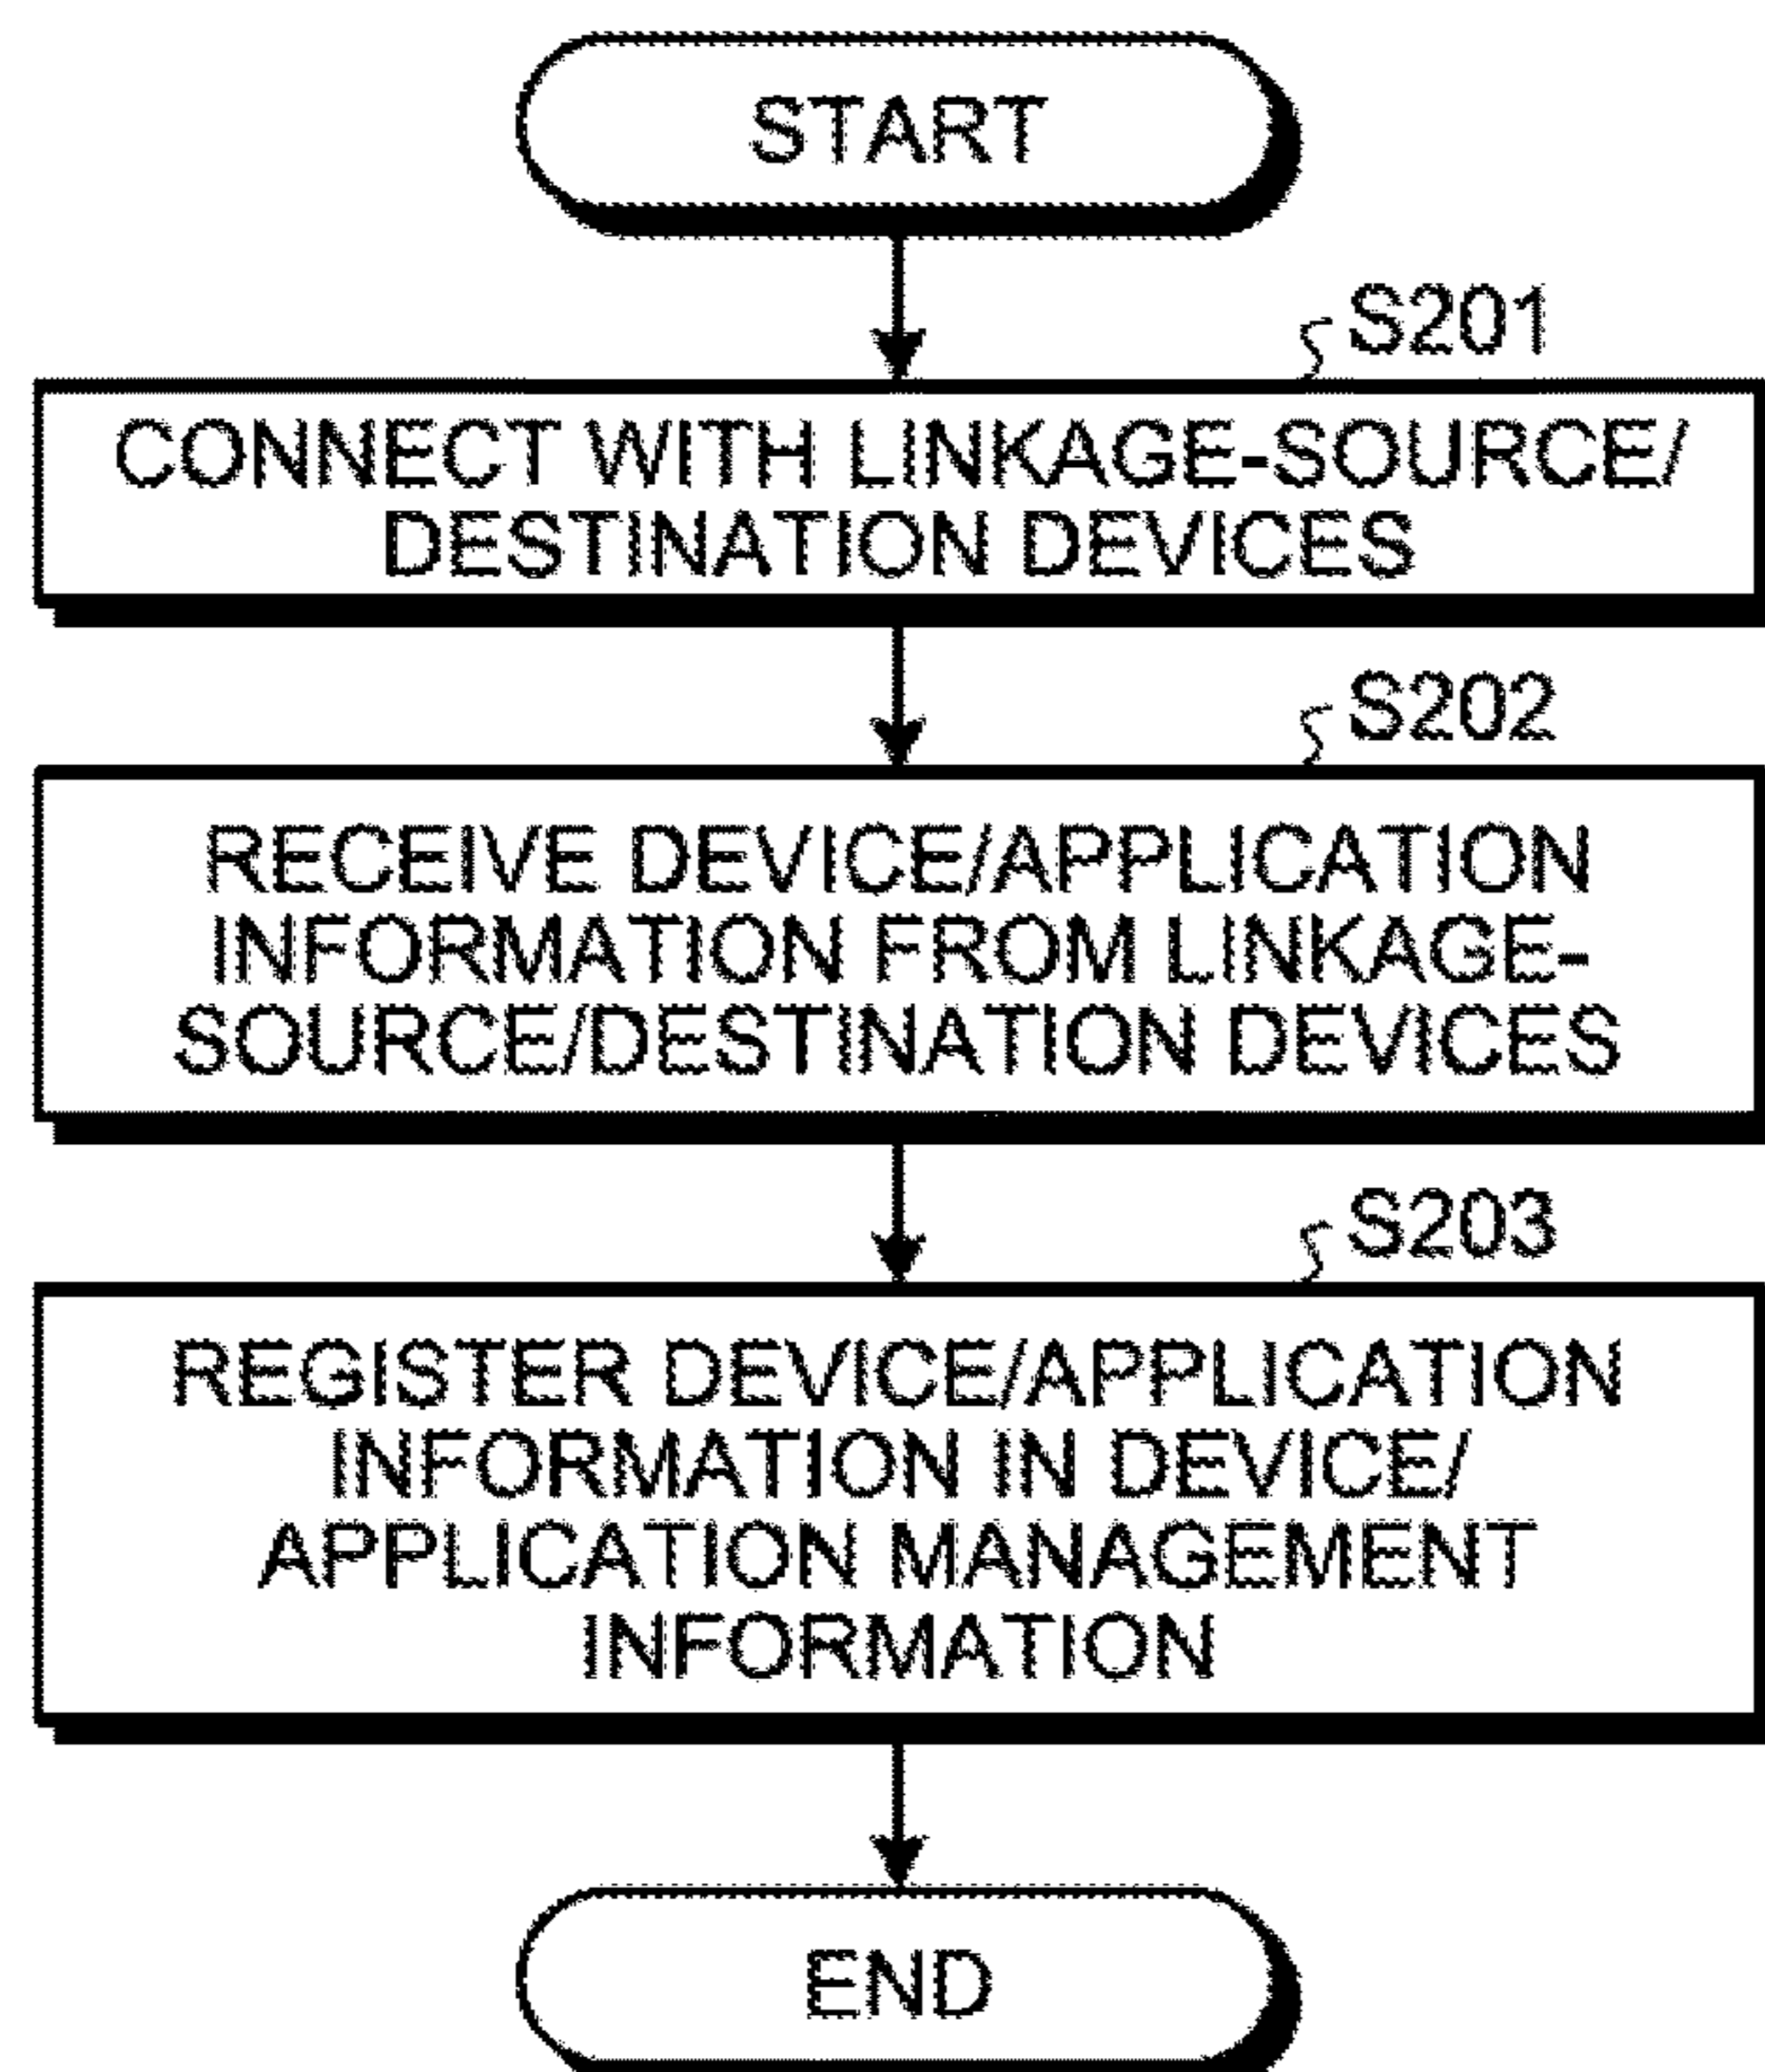 START
S201
CONNECT WITH LINKAGE-SOURCE/
DESTINATION DEVICES
S202
RECEIVE DEVICE/APPLICATION
INFORMATION FROM LINKAGE-
SOURCE/DESTINATION DEVICES
S203
REGISTER DEVICE/APPLICATION
INFORMATION IN DEVICE/
APPLICATION MANAGEMENT
INFORMATION
END